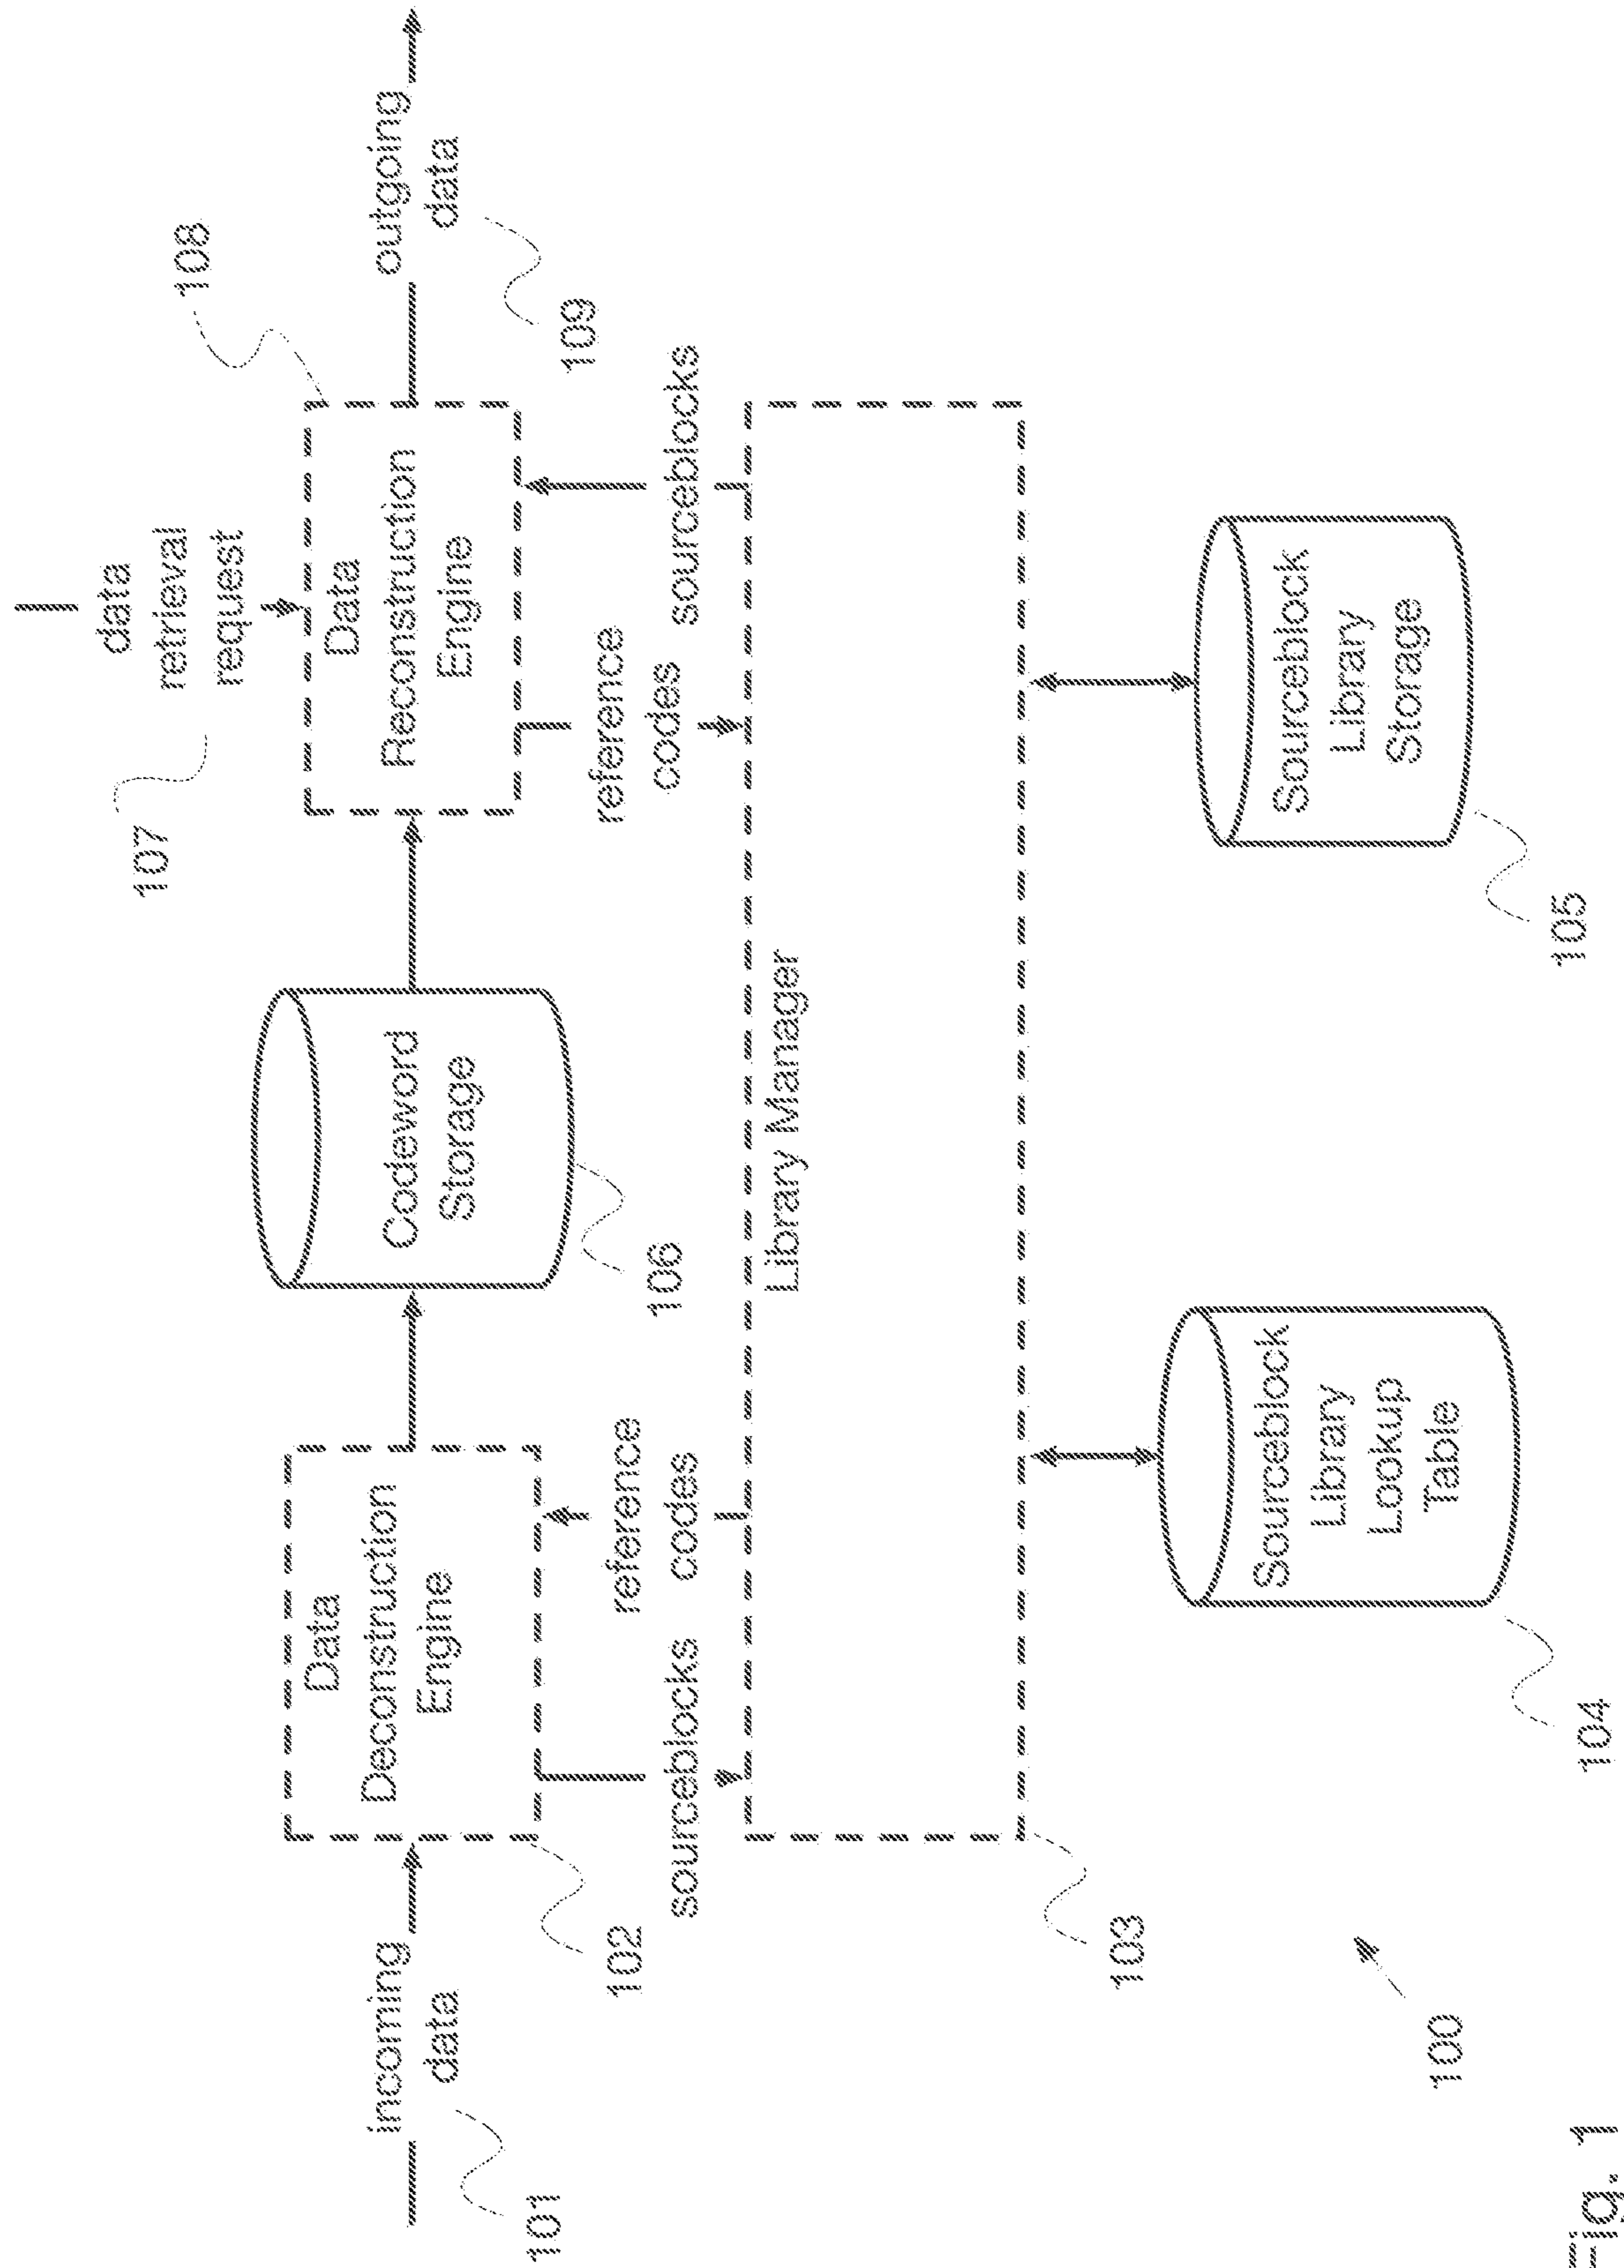 data
retrieval
request
107
108
incoming
data
101
Data
Deconstruction
Engine
102
Codeword
Storage
106
Data
Reconstruction
Engine
outgoing
data
109
sourceblocks
reference
codes
reference
codes
sourceblocks
Library Manager
103
Sourceblock
Library
Lookup
Table
104
Sourceblock
Library
Storage
105
100
Fig. 1